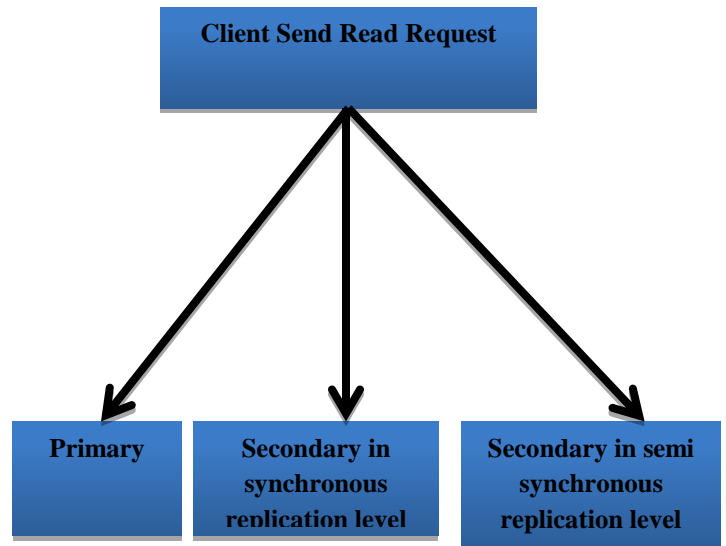 Client Send Read Request
Primary
Secondary in
synchronous
replication level
Secondary in semi
synchronous
replication level